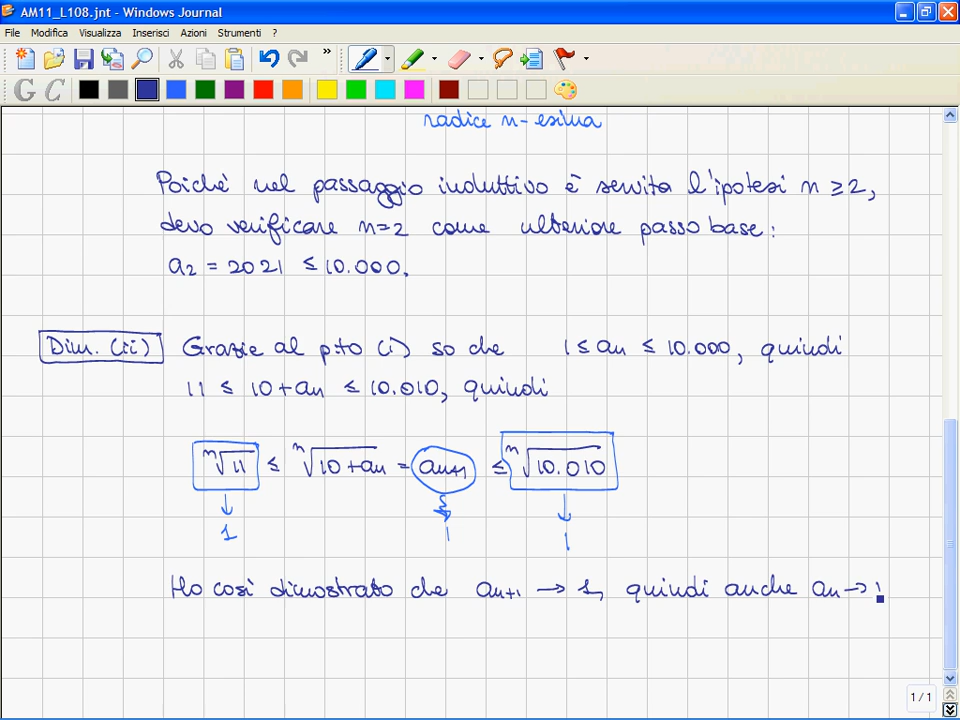 AM11_L108.jnt - Windows Journal
File Modifica Visualizza Inserisci Azioni Strumenti ?
G C
radice n-esima
Poiché nel passaggio induttivo è servita l'ipotesi n ≥ 2,
devo verificare n=2 come ulteriore passo base:
a₂ = 2021 ≤ 10.000.
Dim. (ii) Grazie al p.to (i) so che 1 ≤ aₙ ≤ 10.000, quindi
11 ≤ 10+aₙ ≤ 10.010, quindi
ⁿ√11 ≤ ⁿ√10+aₙ = aₙ₊₁ ≤ ⁿ√10.010
↓ ↓ ↓
1 1 1
Ho così dimostrato che aₙ₊₁ → 1, quindi anche aₙ →
1 / 1